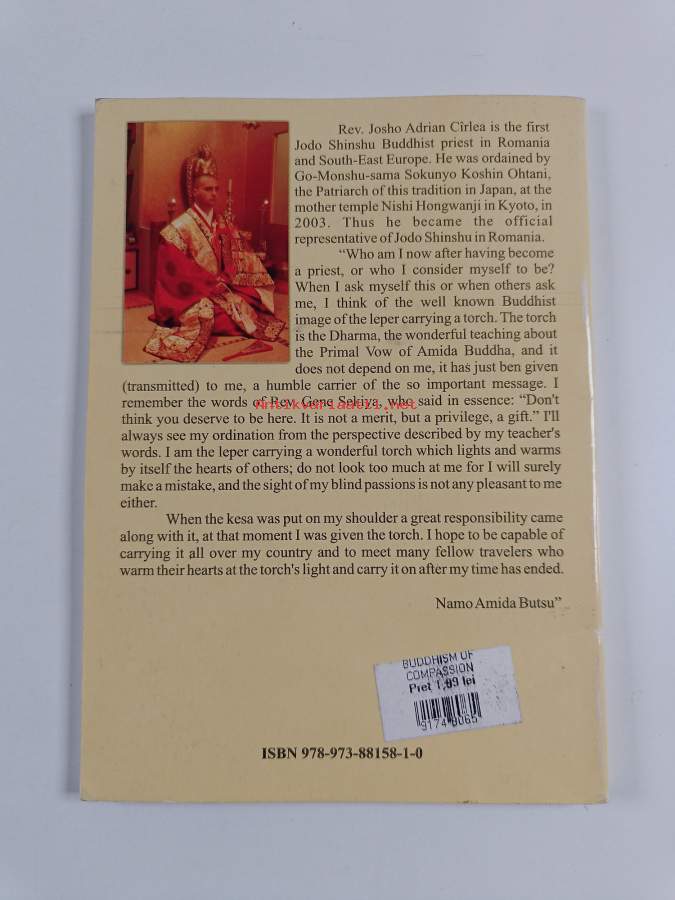 Rev. Josho Adrian Cîrlea is the first
Jodo Shinshu Buddhist priest in Romania
and South-East Europe. He was ordained by
Go-Monshu-sama Sokunyo Koshin Ohtani,
the Patriarch of this tradition in Japan, at the
mother temple Nishi Hongwanji in Kyoto, in
2003. Thus he became the official
representative of Jodo Shinshu in Romania.
“Who am I now after having become
a priest, or who I consider myself to be?
When I ask myself this or when others ask
me, I think of the well known Buddhist
image of the leper carrying a torch. The torch
is the Dharma, the wonderful teaching about
the Primal Vow of Amida Buddha, and it
does not depend on me, it has just ben given
(transmitted) to me, a humble carrier of the so important message. I
remember the words of Rev. Gene Sekiya, who said in essence: “Don't
Antikvariaatti.net
think you deserve to be here. It is not a merit, but a privilege, a gift.” I'll
always see my ordination from the perspective described by my teacher's
words. I am the leper carrying a wonderful torch which lights and warms
by itself the hearts of others; do not look too much at me for I will surely
make a mistake, and the sight of my blind passions is not any pleasant to me
either.
When the kesa was put on my shoulder a great responsibility came
along with it, at that moment I was given the torch. I hope to be capable of
carrying it all over my country and to meet many fellow travelers who
warm their hearts at the torch's light and carry it on after my time has ended.
Namo Amida Butsu”
BUDDHISM OF
COMPASSION
Pret 1,89 lei
ISBN 978-973-88158-1-0